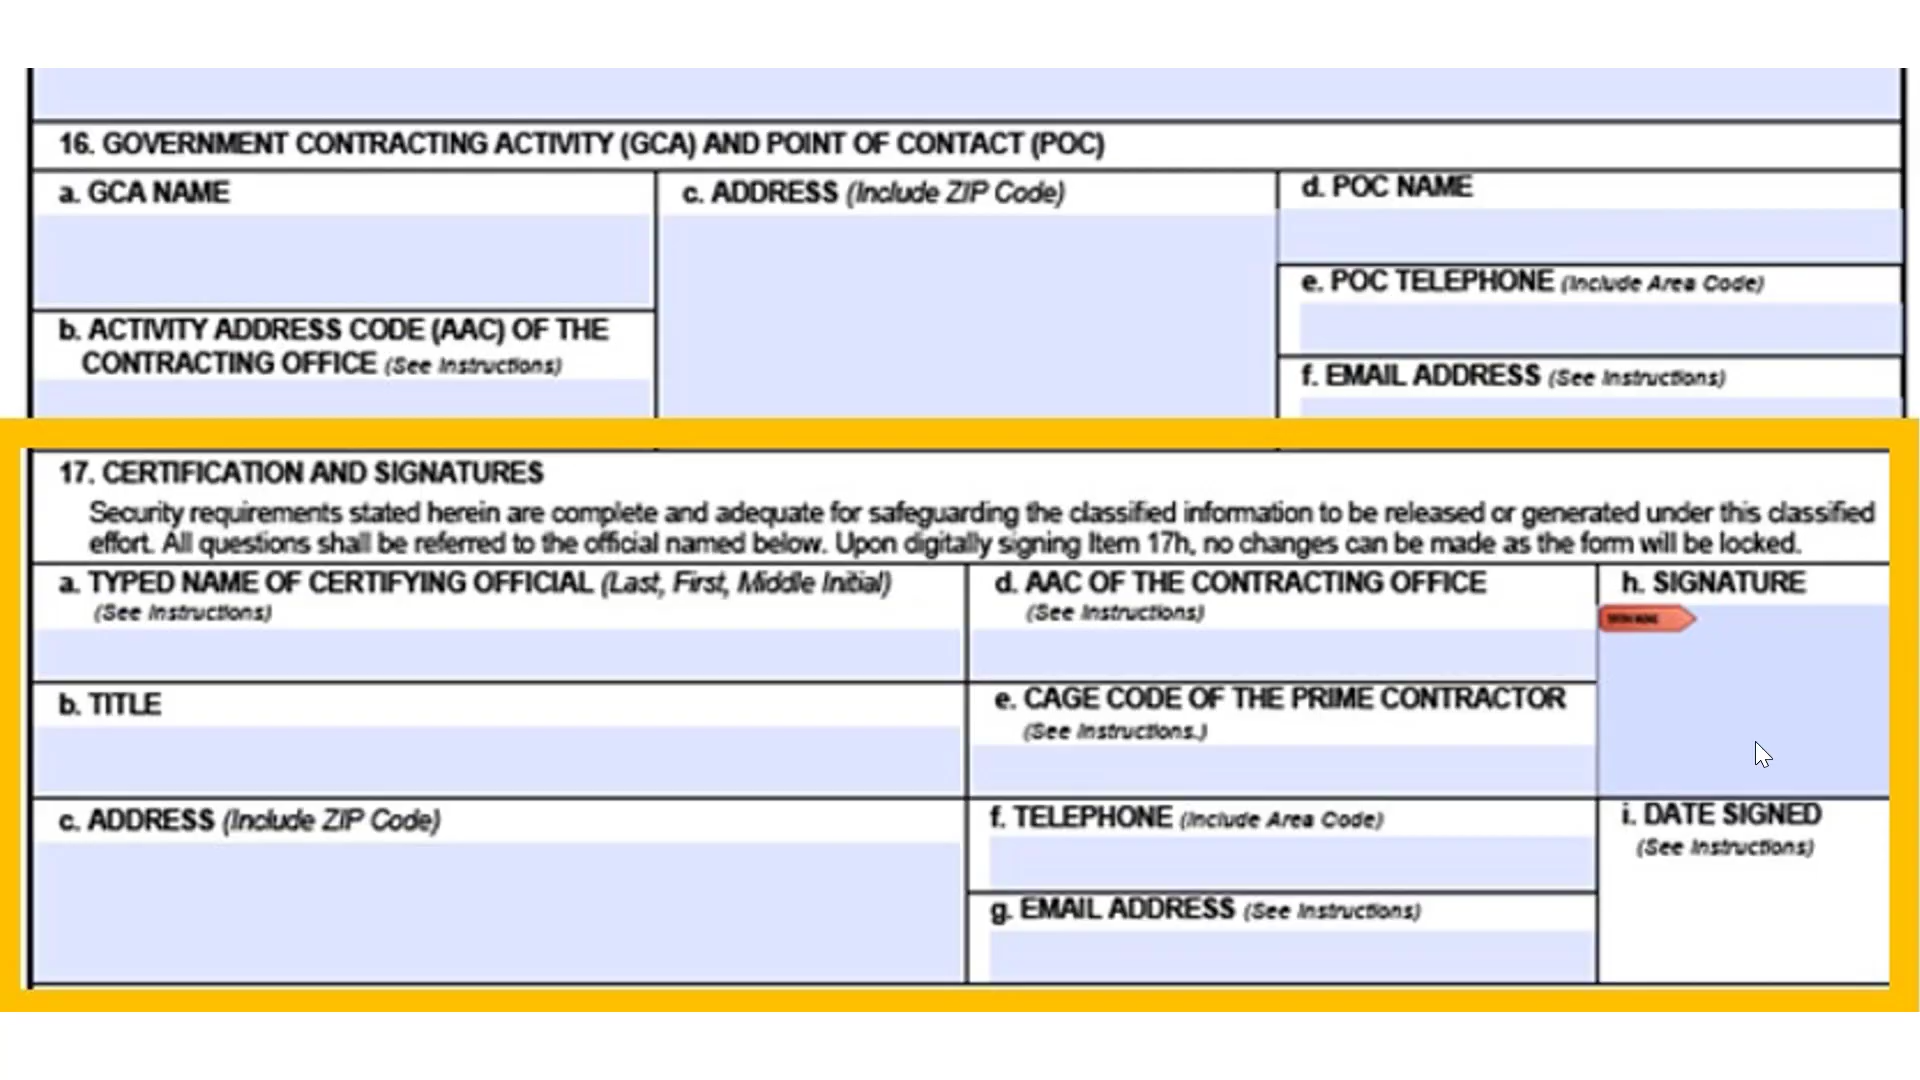 16. GOVERNMENT CONTRACTING ACTIVITY (GCA) AND POINT OF CONTACT (POC)
a. GCA NAME
b. ACTIVITY ADDRESS CODE (AAC) OF THE
CONTRACTING OFFICE (See Instructions)
c. ADDRESS (Include ZIP Code)
d. POC NAME
e. POC TELEPHONE (Include Area Code)
f. EMAIL ADDRESS (See Instructions)
17. CERTIFICATION AND SIGNATURES
Security requirements stated herein are complete and adequate for safeguarding the classified information to be released or generated under this classified
effort. All questions shall be referred to the official named below. Upon digitally signing Item 17h, no changes can be made as the form will be locked.
a. TYPED NAME OF CERTIFYING OFFICIAL (Last, First, Middle Initial)
(See Instructions)
b. TITLE
c. ADDRESS (Include ZIP Code)
d. AAC OF THE CONTRACTING OFFICE
(See Instructions)
e. CAGE CODE OF THE PRIME CONTRACTOR
(See Instructions.)
f. TELEPHONE (Include Area Code)
g. EMAIL ADDRESS (See Instructions)
h. SIGNATURE
i. DATE SIGNED
(See Instructions)